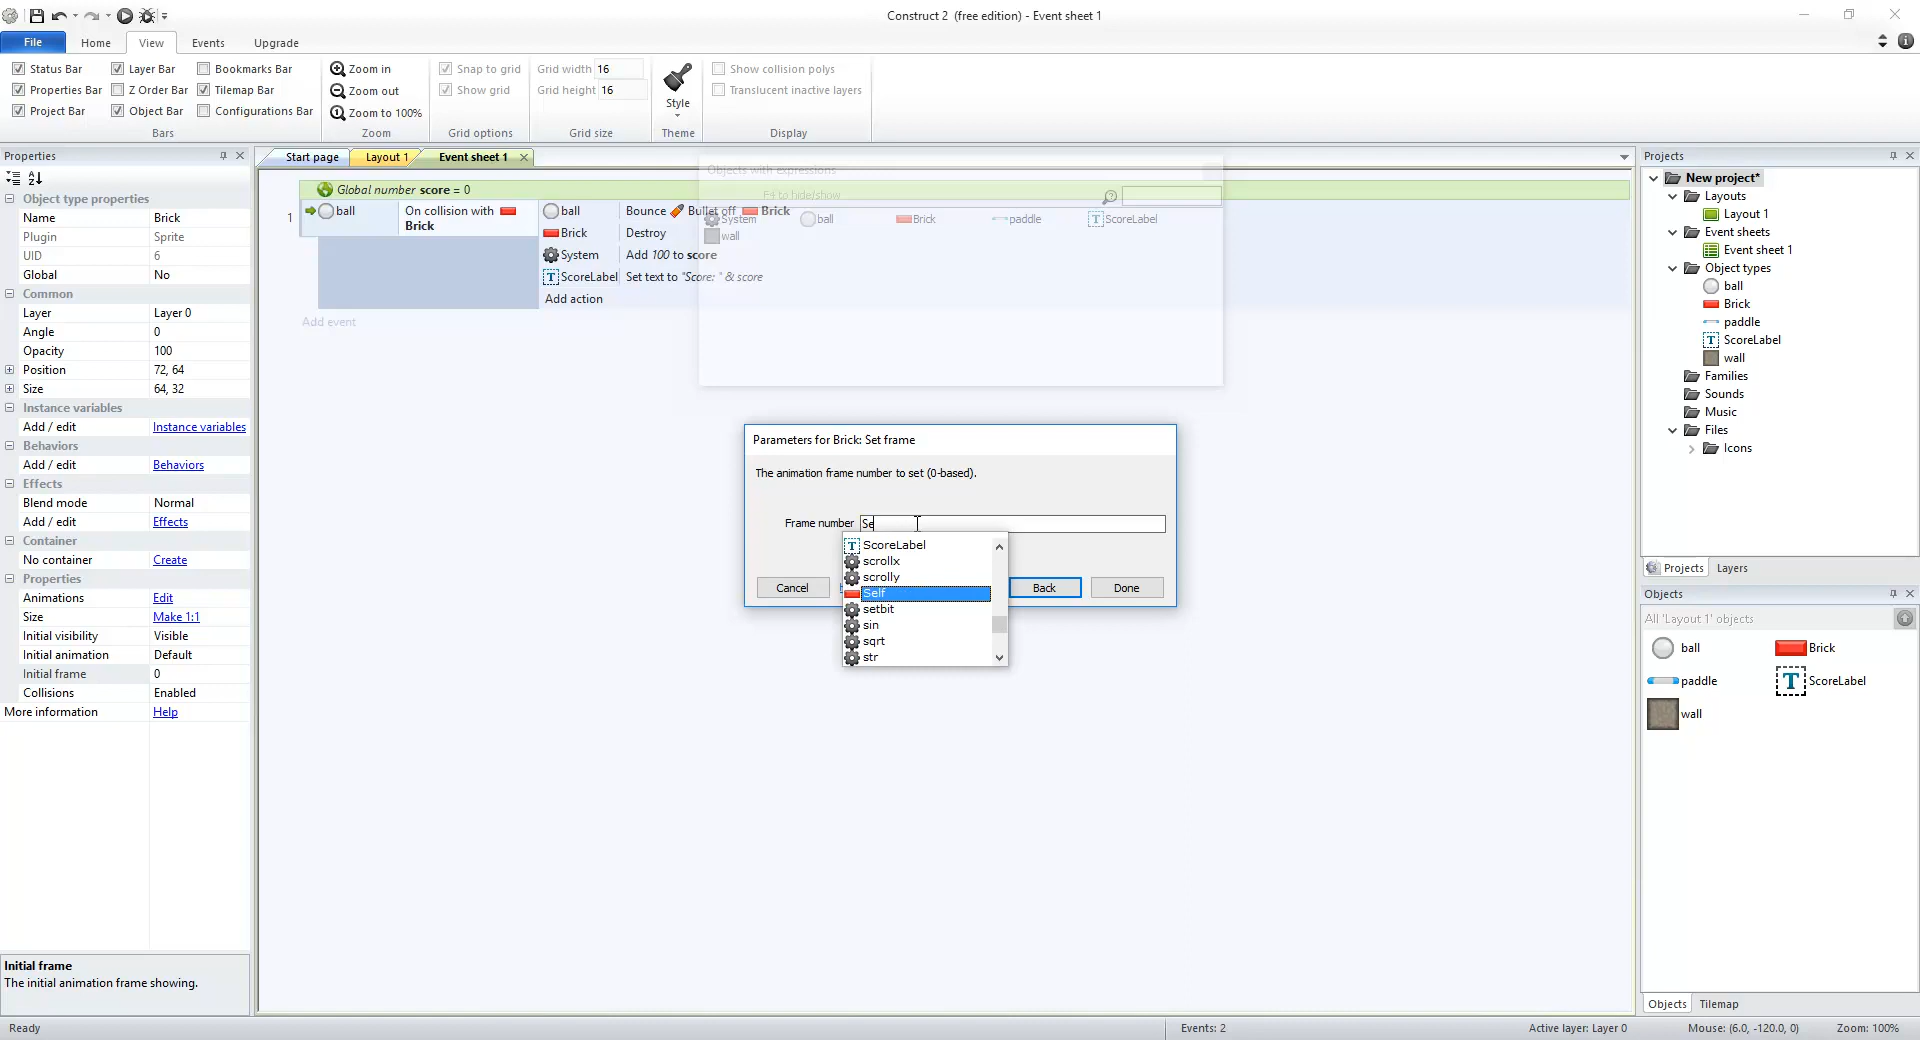 Construct 2 (free edition) - Event sheet 1
File Home View Events Upgrade
Status Bar Layer Bar Bookmarks Bar Zoom in Snap to grid Grid width 16 Show collision polys
Properties Bar Z Order Bar Tilemap Bar Zoom out Show grid Grid height 16 Translucent inactive layers
Project Bar Object Bar Configurations Bar Zoom to 100% Style
Bars Zoom Grid options Grid size Theme Display
Properties
Object type properties
Name Brick
Plugin Sprite
UID 6
Global No
Common
Layer Layer 0
Angle 0
Opacity 100
Position 72, 64
Size 64, 32
Instance variables
Add / edit Instance variables
Behaviors
Add / edit Behaviors
Effects
Blend mode Normal
Add / edit Effects
Container
No container Create
Properties
Animations Edit
Size Make 1:1
Initial visibility Visible
Initial animation Default
Initial frame 0
Collisions Enabled
More information Help
Initial frame
The initial animation frame showing.
Start page Layout 1 Event sheet 1
Global number score = 0
1 ball On collision with Brick
ball Bounce Bullet off Brick
Brick Destroy
System Add 100 to score
ScoreLabel Set text to "Score: " & score
Add action
Add event
Objects with expressions
F4 to hide/show
System ball Brick paddle ScoreLabel
wall
Parameters for Brick: Set frame
The animation frame number to set (0-based).
Frame number Se
ScoreLabel
scrollx
scrolly
Self
setbit
sin
sqrt
str
Cancel Back Done
Projects
New project*
Layouts
Layout 1
Event sheets
Event sheet 1
Object types
ball
Brick
paddle
ScoreLabel
wall
Families
Sounds
Music
Files
Icons
Projects Layers
Objects
All 'Layout 1' objects
ball Brick
paddle ScoreLabel
wall
Objects Tilemap
Ready Events: 2 Active layer: Layer 0 Mouse: (6.0, -120.0, 0) Zoom: 100%